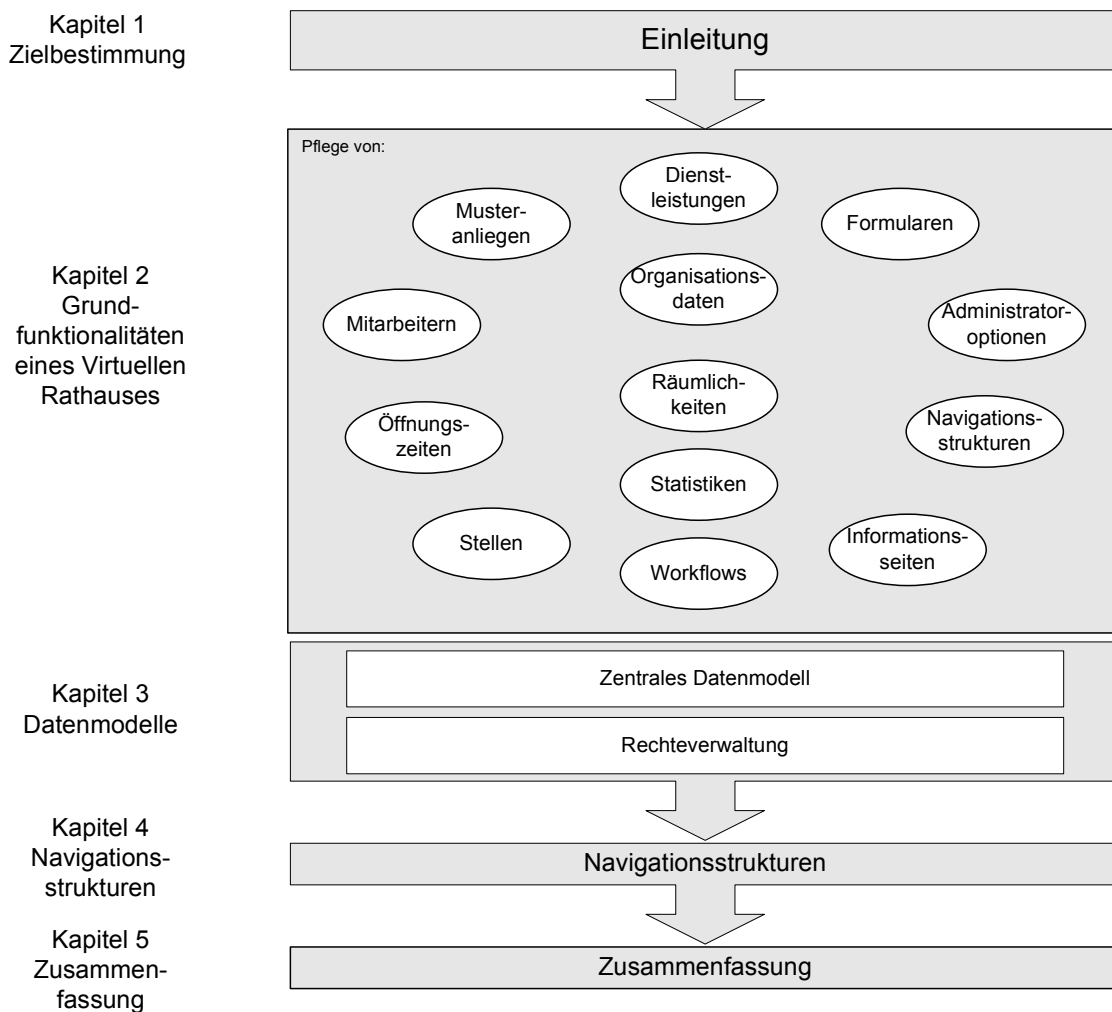 Kapitel 1
Zielbestimmung
Einleitung
Kapitel 2
Grund-
funktionalitäten
eines Virtuellen
Rathauses
Pflege von:
Dienst-
leistungen
Muster-
anliegen
Formularen
Organisations-
daten
Mitarbeitern
Administrator-
optionen
Räumlich-
keiten
Öffnungs-
zeiten
Navigations-
strukturen
Statistiken
Stellen
Informations-
seiten
Workflows
Kapitel 3
Datenmodelle
Zentrales Datenmodell
Rechteverwaltung
Kapitel 4
Navigations-
strukturen
Navigationsstrukturen
Kapitel 5
Zusammen-
fassung
Zusammenfassung